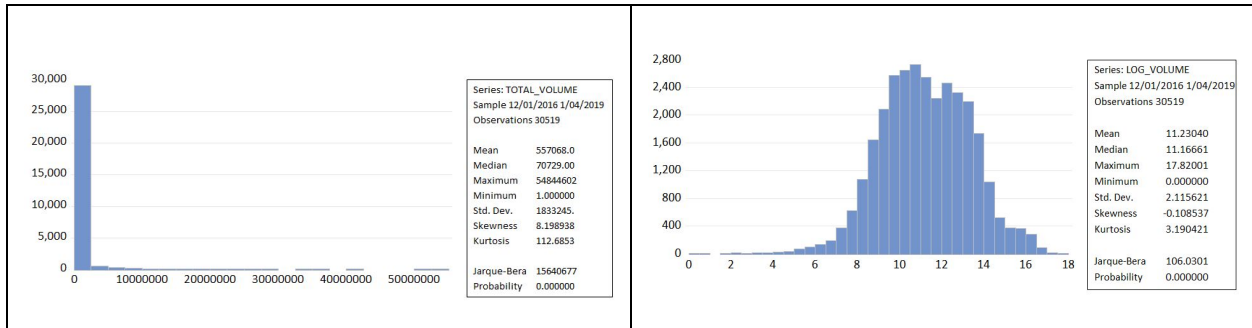 30,000
25,000
20,000
15,000
10,000
5,000
0
0 10000000 20000000 30000000 40000000 50000000
Series: TOTAL_VOLUME
Sample 12/01/2016 1/04/2019
Observations 30519
Mean 557068.0
Median 70729.00
Maximum 54844602
Minimum 1.000000
Std. Dev. 1833245.
Skewness 8.198938
Kurtosis 112.6853
Jarque-Bera 15640677
Probability 0.000000
2,800
2,400
2,000
1,600
1,200
800
400
0
0 2 4 6 8 10 12 14 16 18
Series: LOG_VOLUME
Sample 12/01/2016 1/04/2019
Observations 30519
Mean 11.23040
Median 11.16661
Maximum 17.82001
Minimum 0.000000
Std. Dev. 2.115621
Skewness -0.108537
Kurtosis 3.190421
Jarque-Bera 106.0301
Probability 0.000000